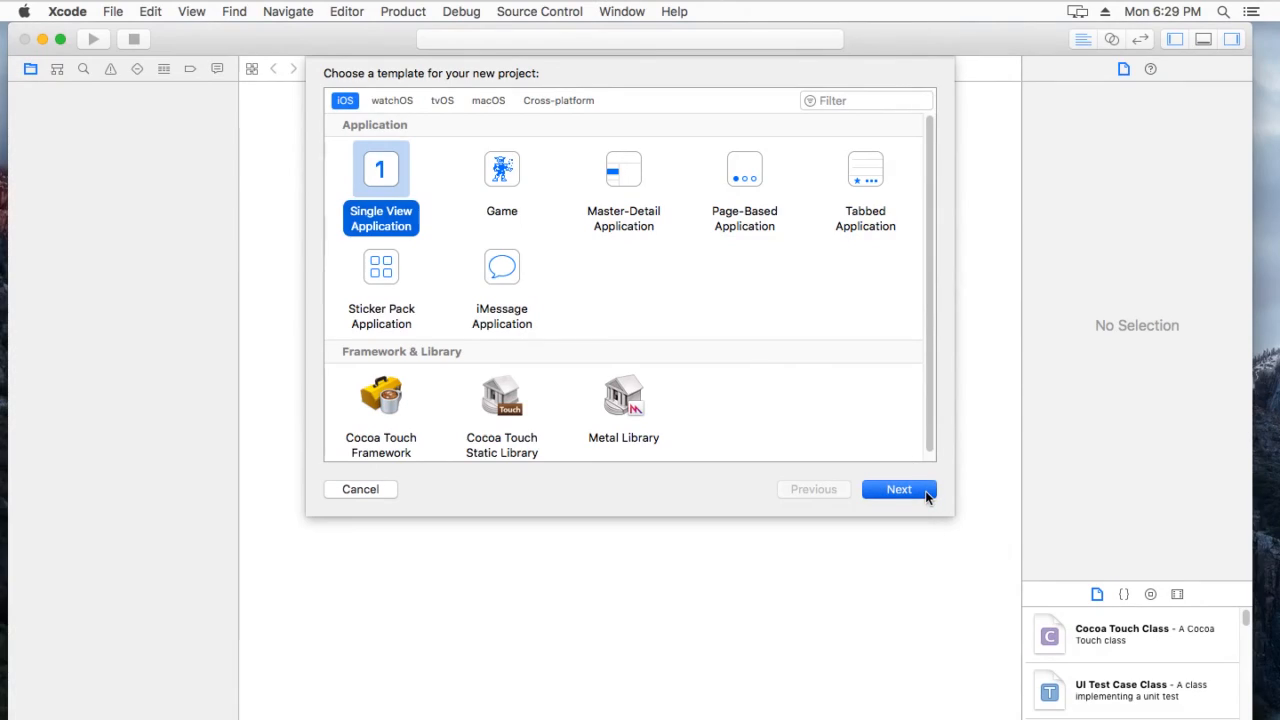 Xcode File Edit View Find Navigate Editor Product Debug Source Control Window Help Mon 6:29 PM
Choose a template for your new project:
iOS watchOS tvOS macOS Cross-platform Filter
Application
1
Single View
Application
Game
Master-Detail
Application
Page-Based
Application
Tabbed
Application
Sticker Pack
Application
iMessage
Application
Framework & Library
Touch
Cocoa Touch
Framework
Cocoa Touch
Static Library
Metal Library
Cancel Previous Next
No Selection
{}
C
Cocoa Touch Class - A Cocoa
Touch class
T
UI Test Case Class - A class
implementing a unit test